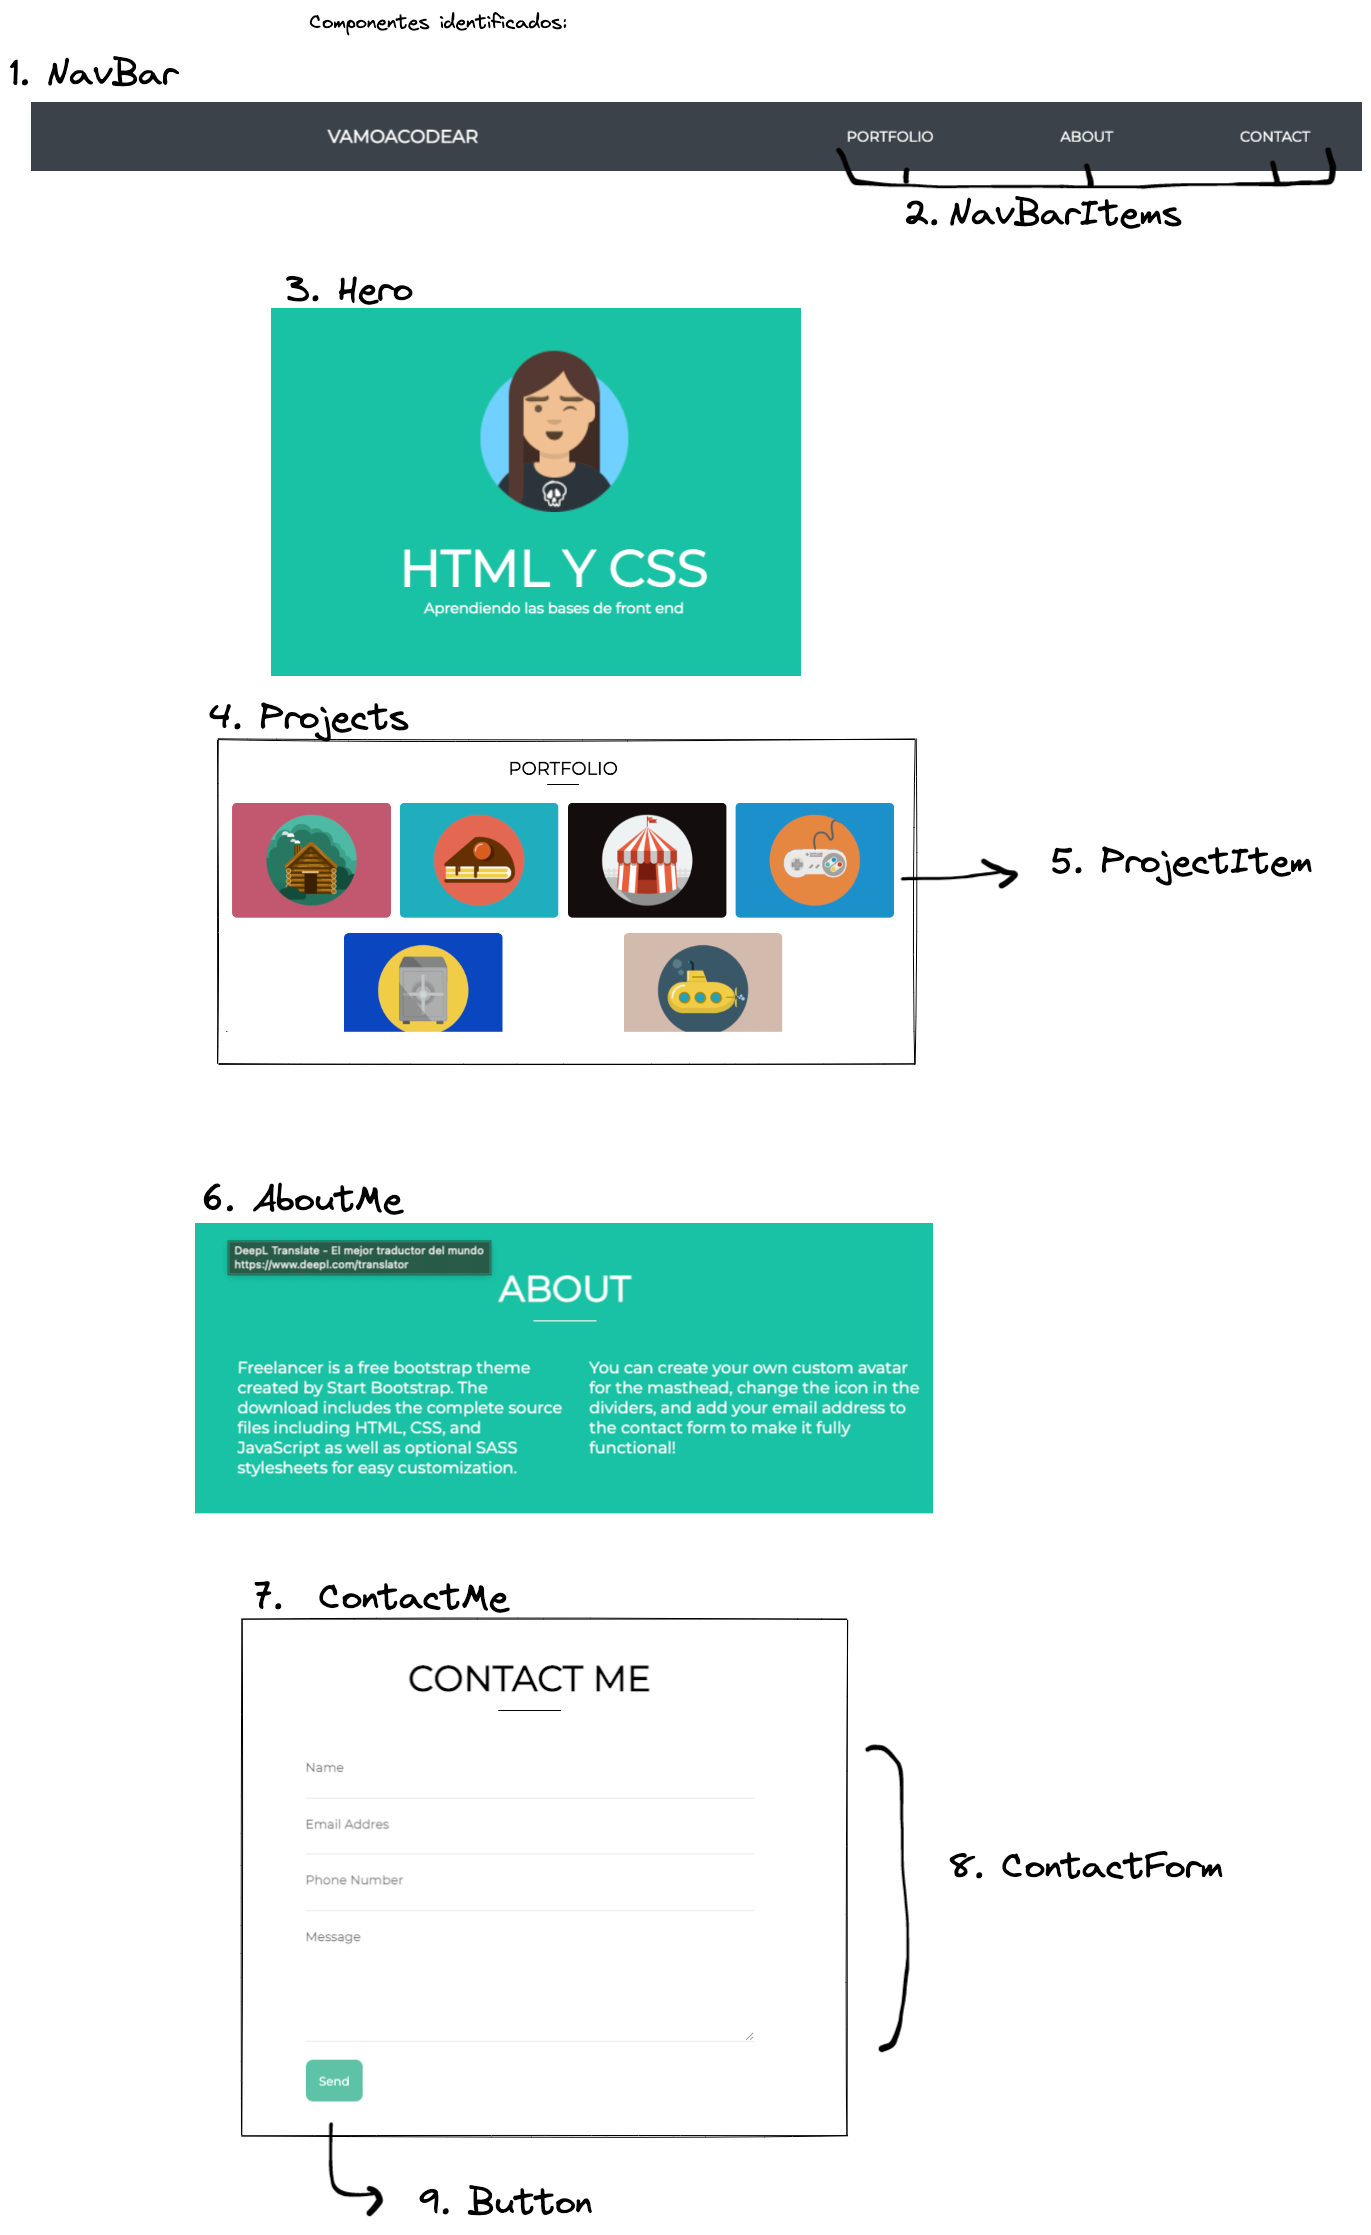 Componentes identificados:
1. NavBar
VAMOACODEAR PORTFOLIO ABOUT CONTACT
2. NavBarItems
3. Hero
HTML Y CSS
Aprendiendo las bases de front end
4. Projects
PORTFOLIO
5. ProjectItem
6. AboutMe
DeepL Translate - El mejor traductor del mundo
https://www.deepl.com/translator
ABOUT
Freelancer is a free bootstrap theme
created by Start Bootstrap. The
download includes the complete source
files including HTML, CSS, and
JavaScript as well as optional SASS
stylesheets for easy customization.
You can create your own custom avatar
for the masthead, change the icon in the
dividers, and add your email address to
the contact form to make it fully
functional!
7. ContactMe
CONTACT ME
Name
Email Addres
Phone Number
Message
8. ContactForm
Send
9. Button